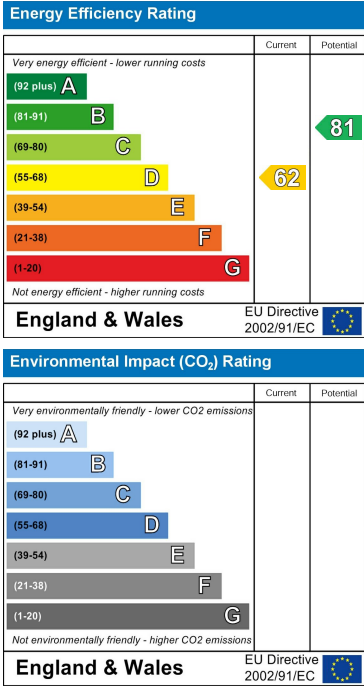 Energy Efficiency Rating
Current Potential
Very energy efficient - lower running costs
(92 plus) A
(81-91) B
81
(69-80) C
(55-68) D
62
(39-54) E
(21-38) F
(1-20) G
Not energy efficient - higher running costs
England & Wales
EU Directive
2002/91/EC
Environmental Impact (CO₂) Rating
Current Potential
Very environmentally friendly - lower CO2 emissions
(92 plus) A
(81-91) B
(69-80) C
(55-68) D
(39-54) E
(21-38) F
(1-20) G
Not environmentally friendly - higher CO2 emissions
England & Wales
EU Directive
2002/91/EC